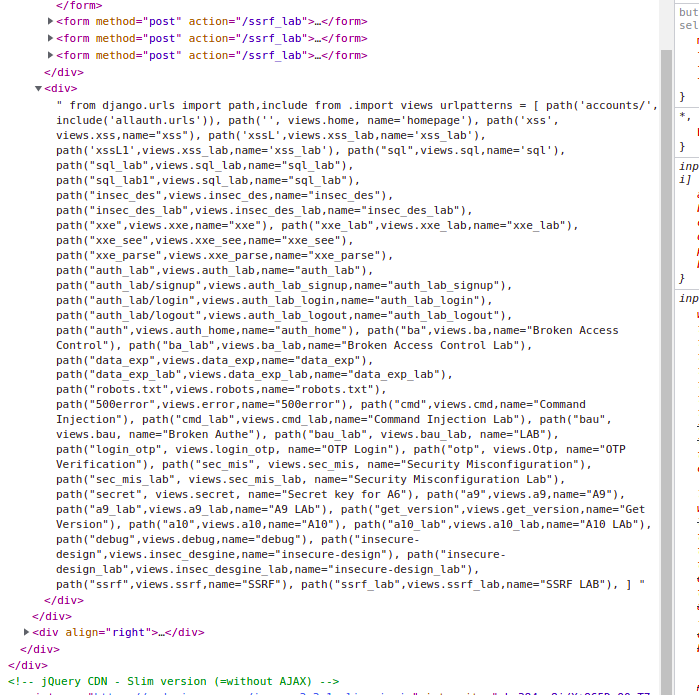 </form>
▶<form method="post" action="/ssrf_lab">…</form>
▶<form method="post" action="/ssrf_lab">…</form>
▶<form method="post" action="/ssrf_lab">…</form>
</div>
▼<div>
" from django.urls import path,include from .import views urlpatterns = [ path('accounts/',
include('allauth.urls')), path('', views.home, name='homepage'), path('xss',
views.xss,name="xss"), path('xssL',views.xss_lab,name='xss_lab'),
path('xssL1',views.xss_lab,name='xss_lab'), path("sql",views.sql,name='sql'),
path("sql_lab",views.sql_lab,name="sql_lab"),
path("sql_lab1",views.sql_lab,name="sql_lab"),
path("insec_des",views.insec_des,name="insec_des"),
path("insec_des_lab",views.insec_des_lab,name="insec_des_lab"),
path("xxe",views.xxe,name="xxe"), path("xxe_lab",views.xxe_lab,name="xxe_lab"),
path("xxe_see",views.xxe_see,name="xxe_see"),
path("xxe_parse",views.xxe_parse,name="xxe_parse"),
path("auth_lab",views.auth_lab,name="auth_lab"),
path("auth_lab/signup",views.auth_lab_signup,name="auth_lab_signup"),
path("auth_lab/login",views.auth_lab_login,name="auth_lab_login"),
path("auth_lab/logout",views.auth_lab_logout,name="auth_lab_logout"),
path("auth",views.auth_home,name="auth_home"), path("ba",views.ba,name="Broken Access
Control"), path("ba_lab",views.ba_lab,name="Broken Access Control Lab"),
path("data_exp",views.data_exp,name="data_exp"),
path("data_exp_lab",views.data_exp_lab,name="data_exp_lab"),
path("robots.txt",views.robots,name="robots.txt"),
path("500error",views.error,name="500error"), path("cmd",views.cmd,name="Command
Injection"), path("cmd_lab",views.cmd_lab,name="Command Injection Lab"), path("bau",
views.bau, name="Broken Authe"), path("bau_lab", views.bau_lab, name="LAB"),
path("login_otp", views.login_otp, name="OTP Login"), path("otp", views.Otp, name="OTP
Verification"), path("sec_mis", views.sec_mis, name="Security Misconfiguration"),
path("sec_mis_lab", views.sec_mis_lab, name="Security Misconfiguration Lab"),
path("secret", views.secret, name="Secret key for A6"), path("a9",views.a9,name="A9"),
path("a9_lab",views.a9_lab,name="A9 LAb"), path("get_version",views.get_version,name="Get
Version"), path("a10",views.a10,name="A10"), path("a10_lab",views.a10_lab,name="A10 LAb"),
path("debug",views.debug,name="debug"), path("insecure-
design",views.insec_desgine,name="insecure-design"), path("insecure-
design_lab",views.insec_desgine_lab,name="insecure-design_lab"),
path("ssrf",views.ssrf,name="SSRF"), path("ssrf_lab",views.ssrf_lab,name="SSRF LAB"), ] "
</div>
</div>
▶<div align="right">…</div>
</div>
</div>
<!-- jQuery CDN - Slim version (=without AJAX) -->
but
sel
}
*,
}
inp
i]
}
inp